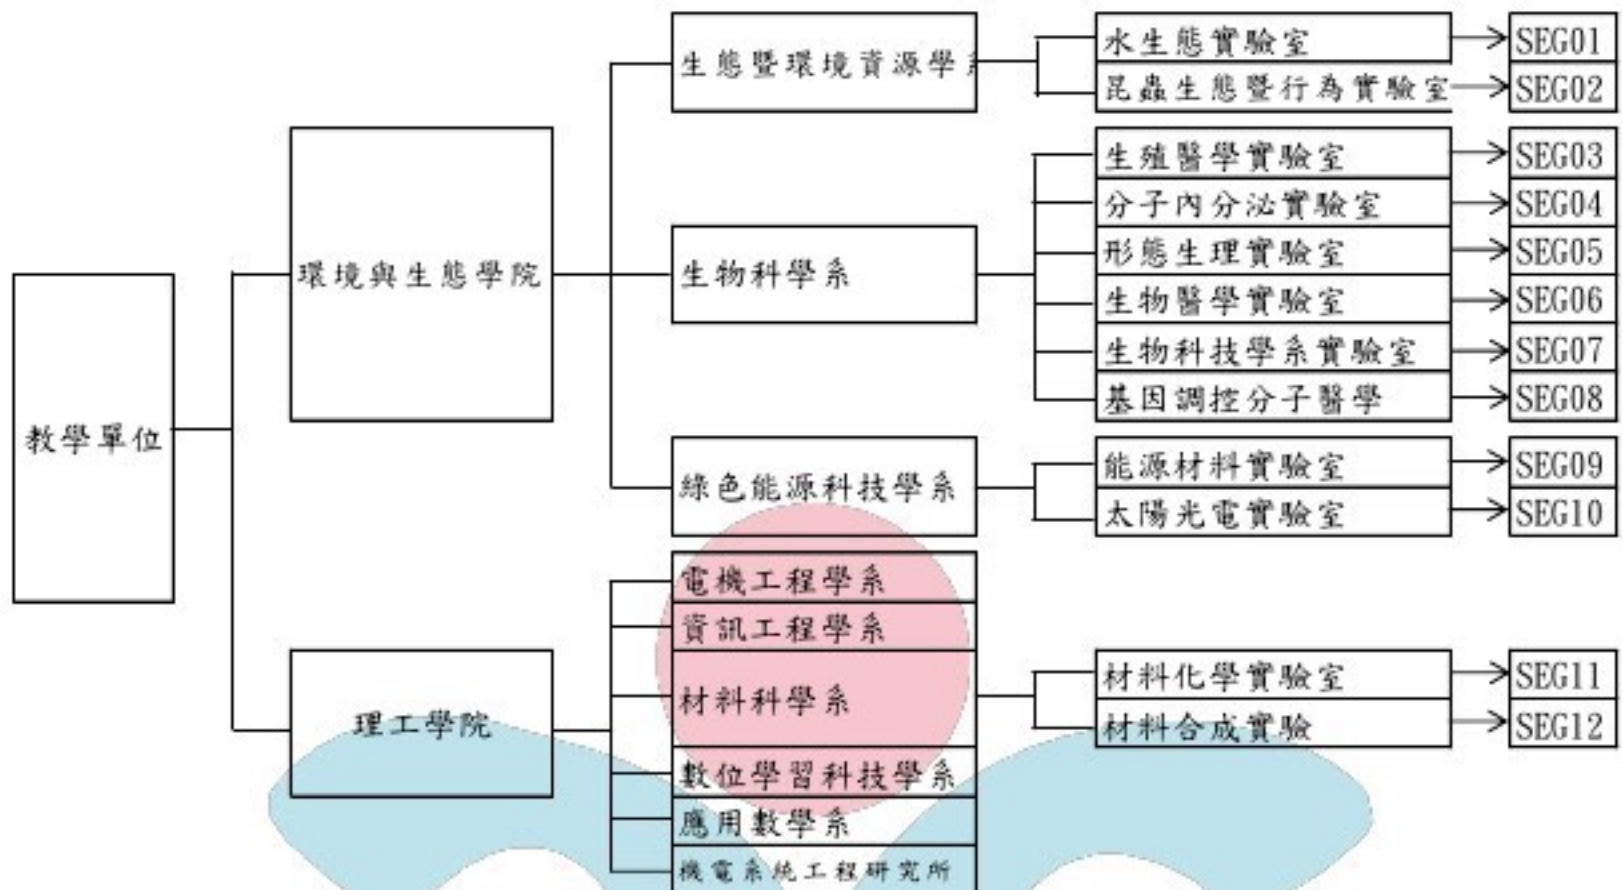 教學單位
環境與生態學院
生態暨環境資源學系
水生態實驗室 SEG01
昆蟲生態暨行為實驗室 SEG02
生物科學系
生殖醫學實驗室 SEG03
分子內分泌實驗室 SEG04
形態生理實驗室 SEG05
生物醫學實驗室 SEG06
生物科技學系實驗室 SEG07
基因調控分子醫學 SEG08
綠色能源科技學系
能源材料實驗室 SEG09
太陽光電實驗室 SEG10
理工學院
電機工程學系
資訊工程學系
材料科學系
材料化學實驗室 SEG11
材料合成實驗 SEG12
數位學習科技學系
應用數學系
機電系統工程研究所